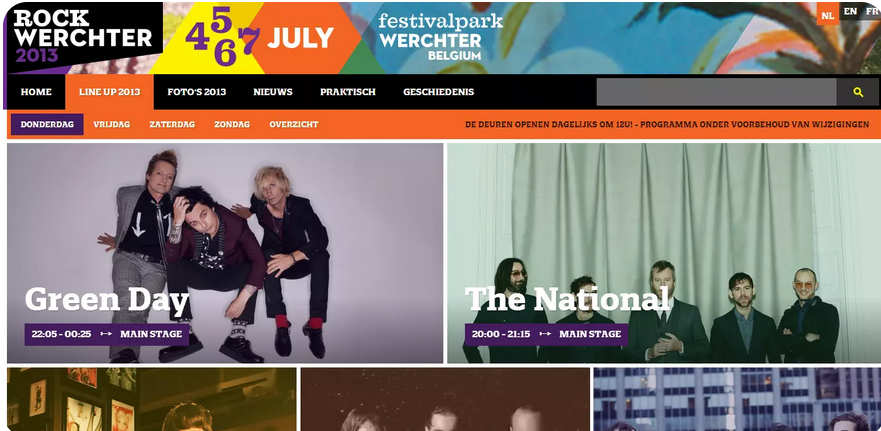 ROCK
WERCHTER
2013
4 5 6 7 JULY
festivalpark
WERCHTER
BELGIUM
NL EN FR
HOME LINE UP 2013 FOTO'S 2013 NIEUWS PRAKTISCH GESCHIEDENIS
DONDERDAG VRIJDAG ZATERDAG ZONDAG OVERZICHT DE DEUREN OPENEN DAGELIJKS OM 12U! - PROGRAMMA ONDER VOORBEHOUD VAN WIJZIGINGEN
Green Day
22:05 - 00:25 ↦ MAIN STAGE
The National
20:00 - 21:15 ↦ MAIN STAGE